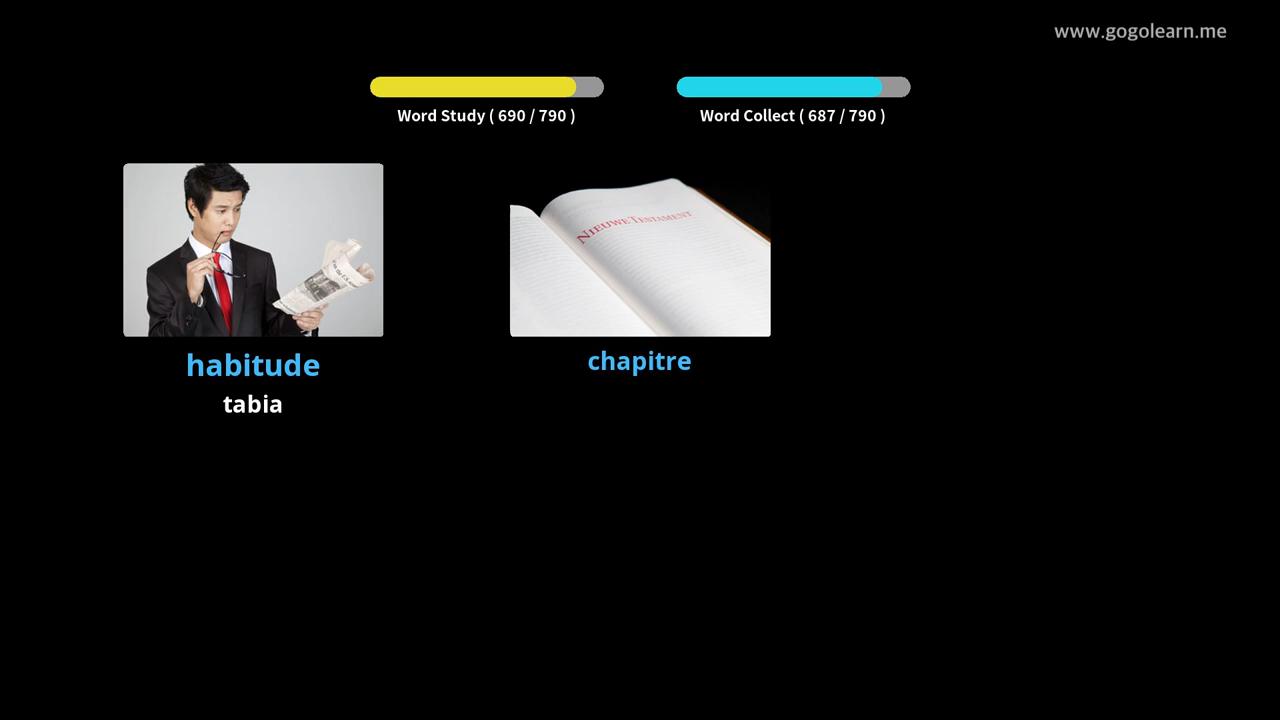 www.gogolearn.me
Word Study ( 690 / 790 )
Word Collect ( 687 / 790 )
NIEUWE TESTAMENT
habitude
chapitre
tabia